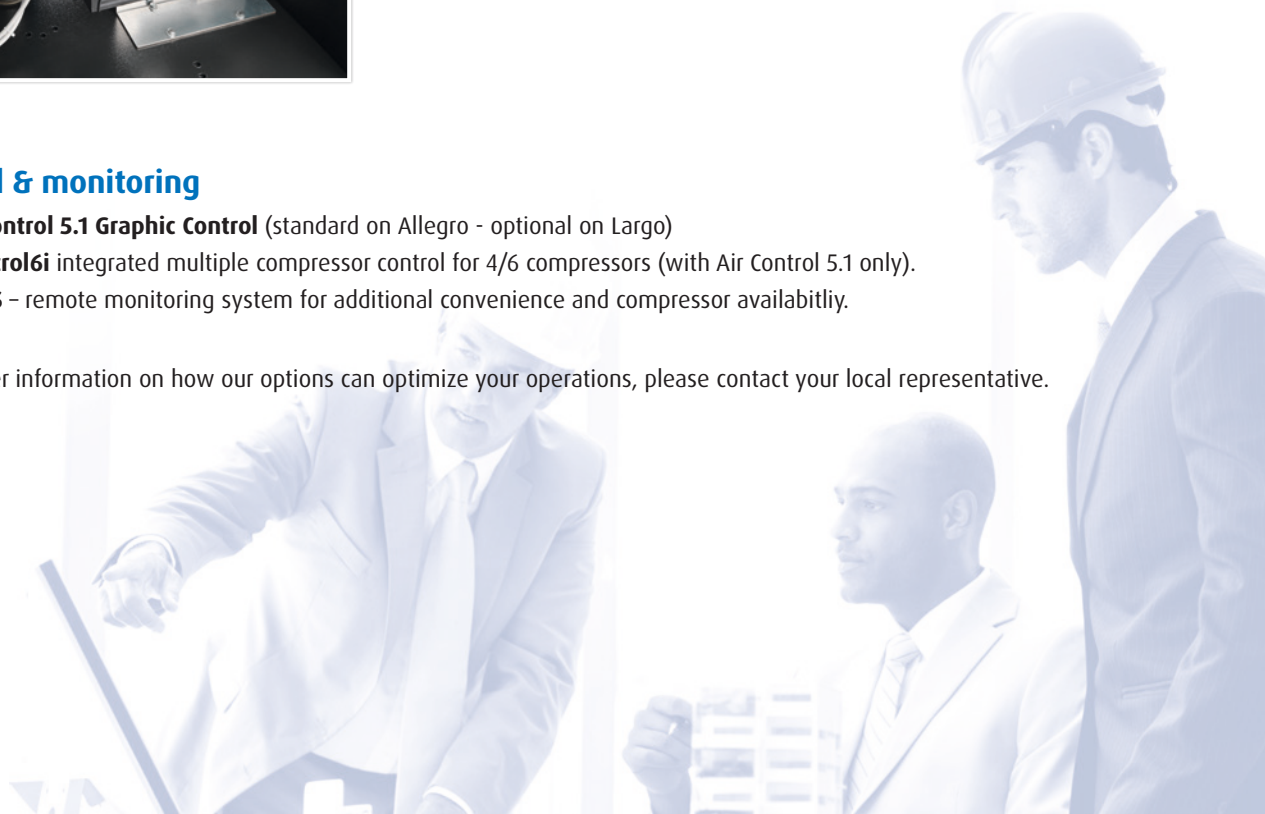 l & monitoring
ontrol 5.1 Graphic Control (standard on Allegro - optional on Largo)
trol6i integrated multiple compressor control for 4/6 compressors (with Air Control 5.1 only).
S – remote monitoring system for additional convenience and compressor availabitliy.
er information on how our options can optimize your operations, please contact your local representative.